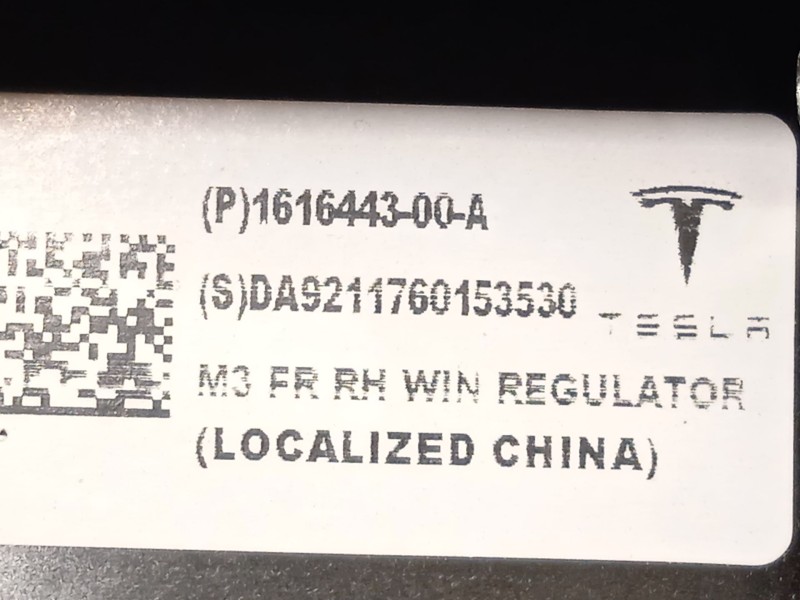 (P)1616443-00-A
(S)DA9211760153530
TESLA
M3 FR RH WIN REGULATOR
(LOCALIZED CHINA)